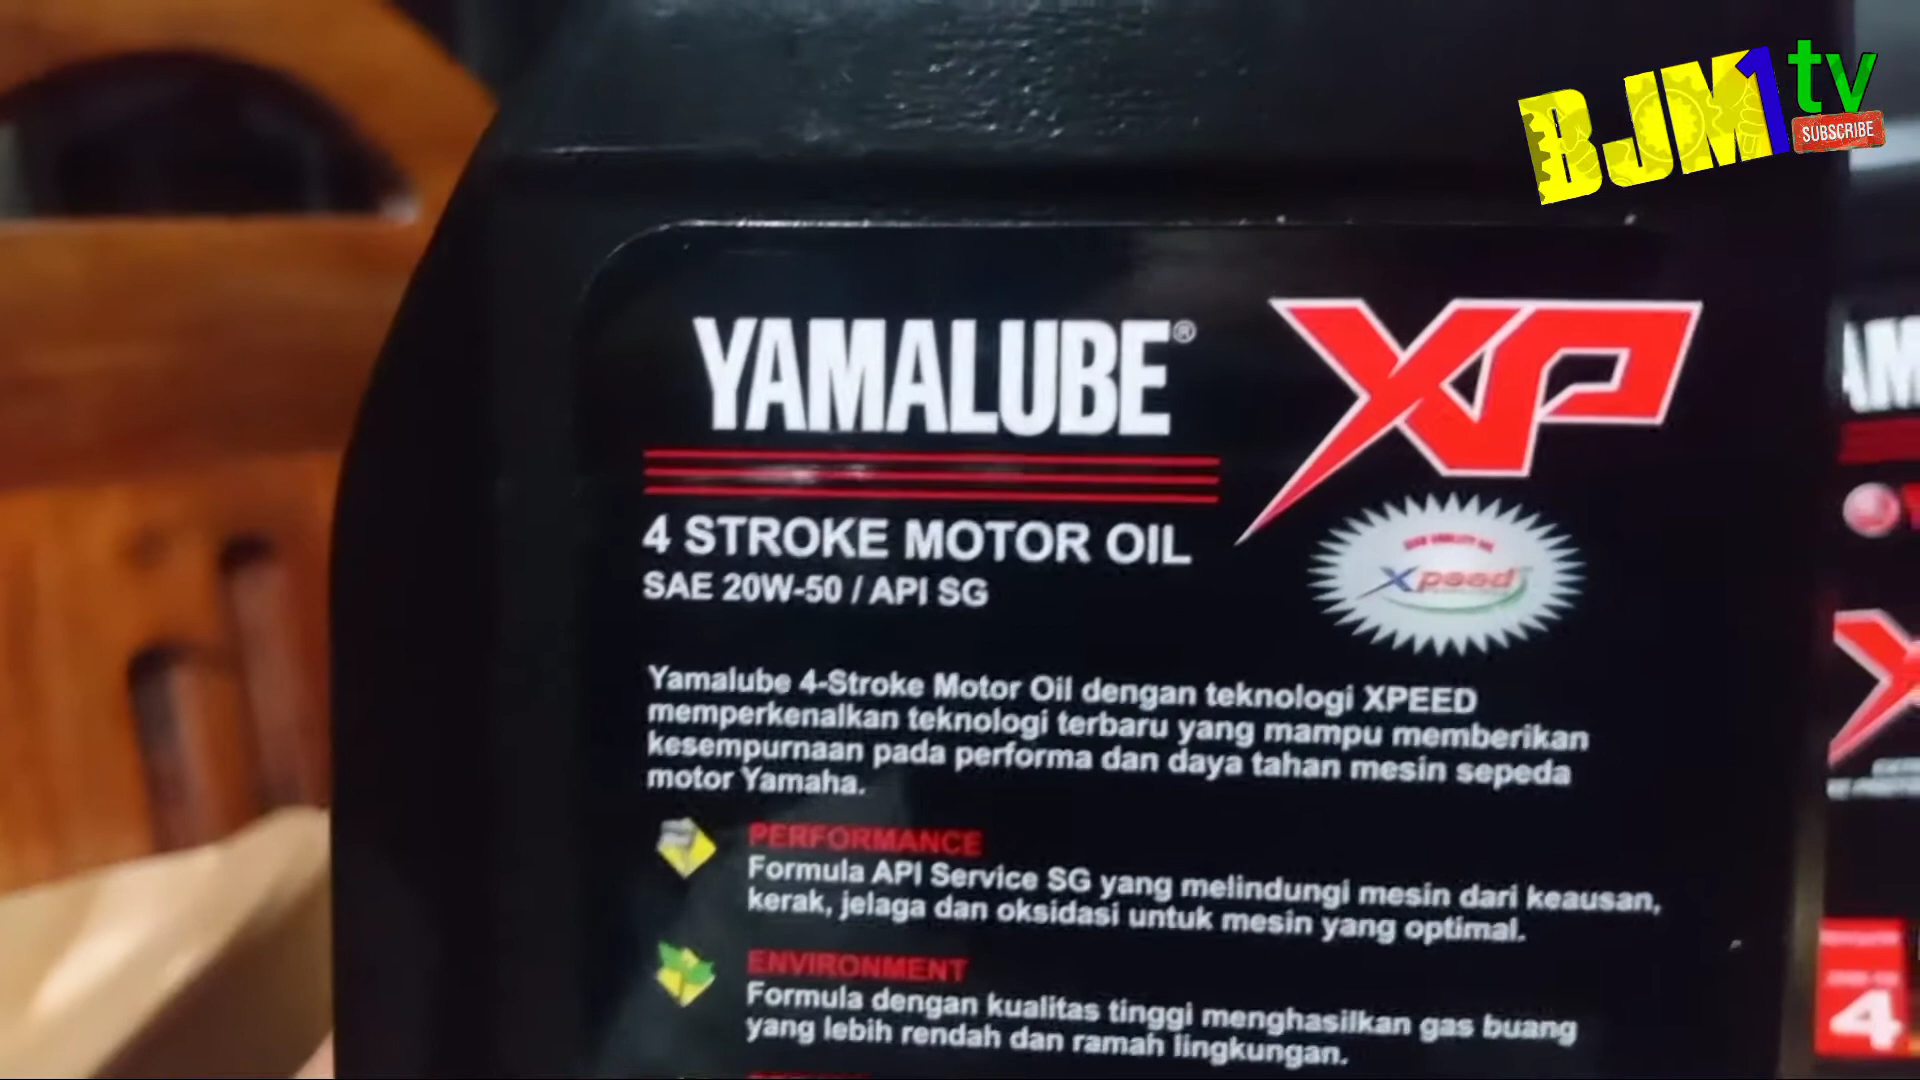 BJM1tv
SUBSCRIBE
YAMALUBE®
XP
4 STROKE MOTOR OIL
SAE 20W-50 / API SG
Xpeed
Yamalube 4-Stroke Motor Oil dengan teknologi XPEED
memperkenalkan teknologi terbaru yang mampu memberikan
kesempurnaan pada performa dan daya tahan mesin sepeda
motor Yamaha.
PERFORMANCE
Formula API Service SG yang melindungi mesin dari keausan,
kerak, jelaga dan oksidasi untuk mesin yang optimal.
ENVIRONMENT
Formula dengan kualitas tinggi menghasilkan gas buang
yang lebih rendah dan ramah lingkungan.
4